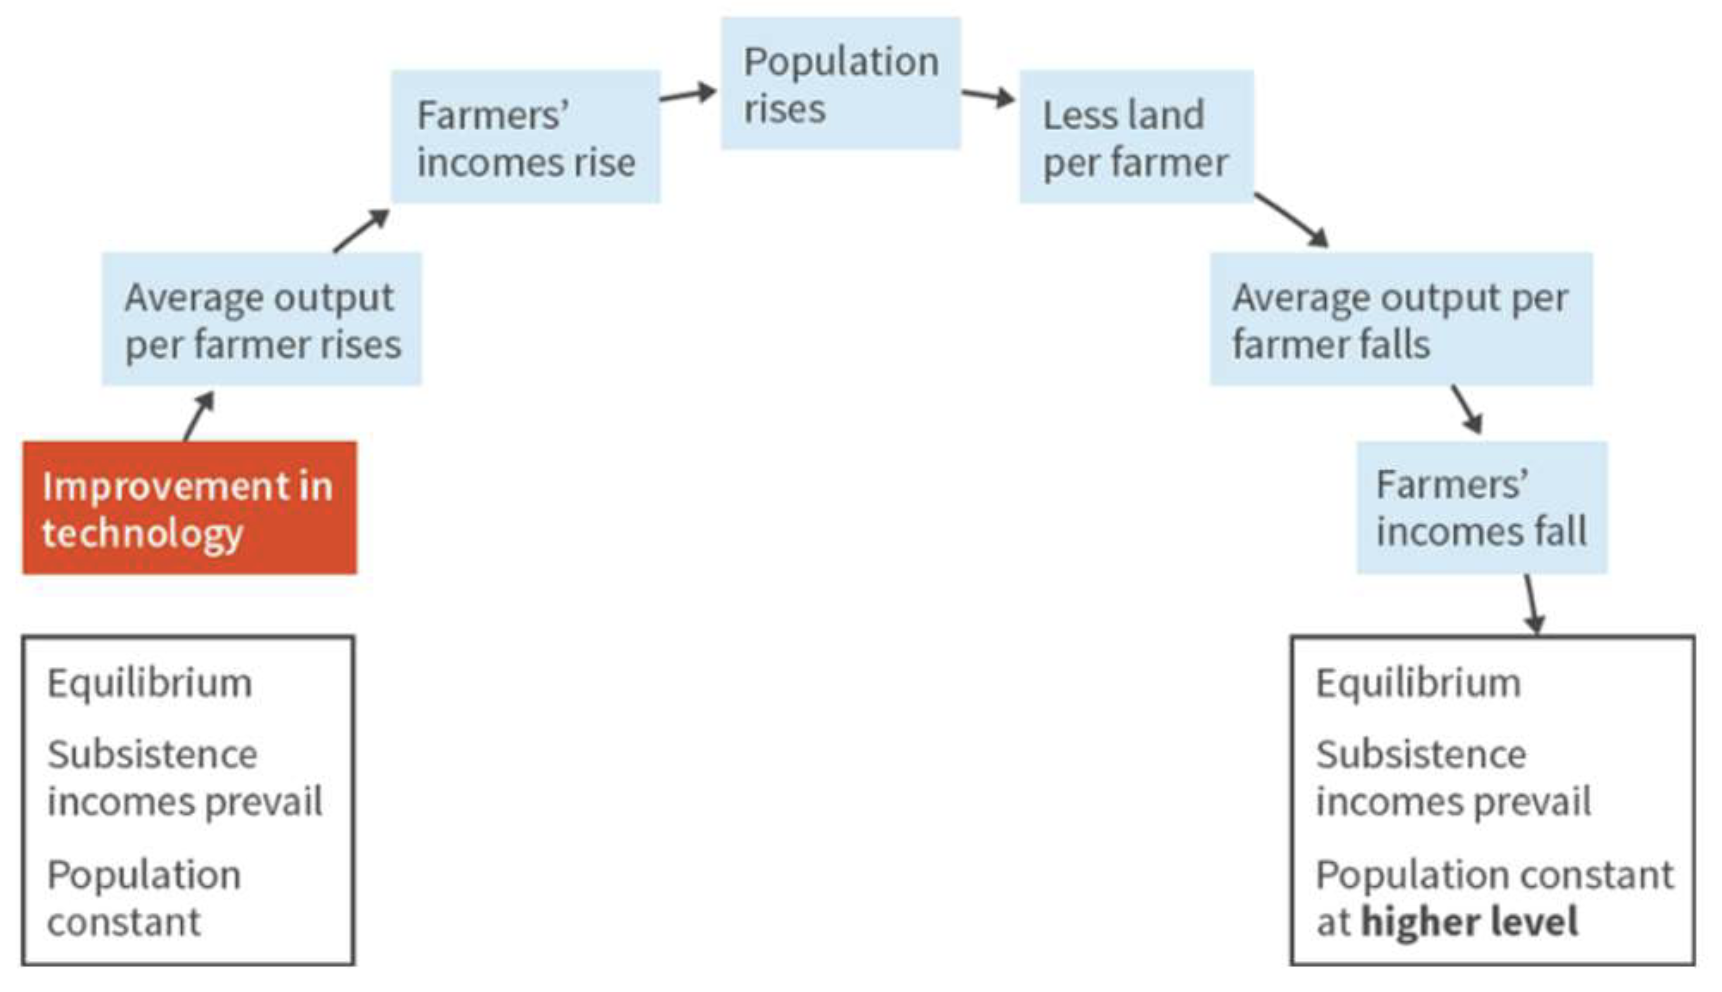 Equilibrium
Subsistence
incomes prevail
Population
constant
Improvement in
technology
Average output
per farmer rises
Farmers’
incomes rise
Population
rises
Less land
per farmer
Average output per
farmer falls
Farmers’
incomes fall
Equilibrium
Subsistence
incomes prevail
Population constant
at higher level